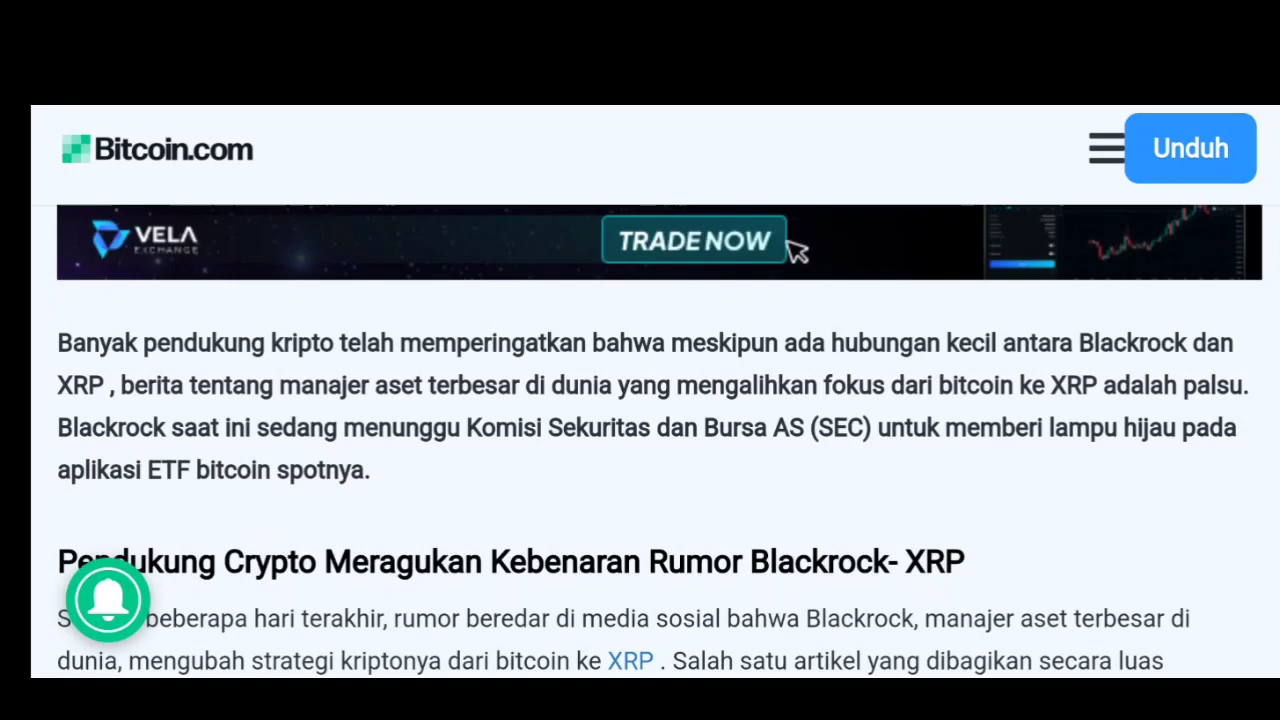 Bitcoin.com
Unduh
VELA
EXCHANGE
TRADE NOW
Banyak pendukung kripto telah memperingatkan bahwa meskipun ada hubungan kecil antara Blackrock dan
XRP , berita tentang manajer aset terbesar di dunia yang mengalihkan fokus dari bitcoin ke XRP adalah palsu.
Blackrock saat ini sedang menunggu Komisi Sekuritas dan Bursa AS (SEC) untuk memberi lampu hijau pada
aplikasi ETF bitcoin spotnya.
Pendukung Crypto Meragukan Kebenaran Rumor Blackrock- XRP
beberapa hari terakhir, rumor beredar di media sosial bahwa Blackrock, manajer aset terbesar di
dunia, mengubah strategi kriptonya dari bitcoin ke XRP . Salah satu artikel yang dibagikan secara luas